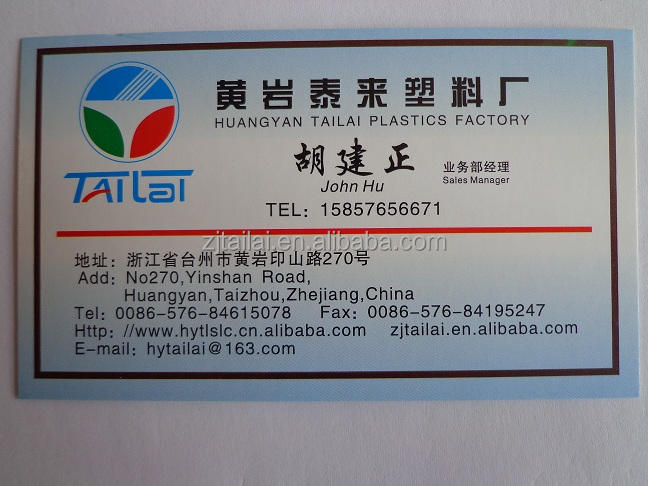 黄岩泰来塑料厂
HUANGYAN TAILAI PLASTICS FACTORY
TAILAI
胡建正 业务部经理
John Hu Sales Manager
TEL: 15857656671
zjtailai.en.alibaba.com
地址: 浙江省台州市黄岩印山路270号
Add: No270,Yinshan Road,
Huangyan,Taizhou,Zhejiang,China
Tel: 0086-576-84615078 Fax: 0086-576-84195247
Http: //www.hytlslc.cn.alibaba.com zjtailai.en.alibaba.com
E-mail: hytailai@163.com